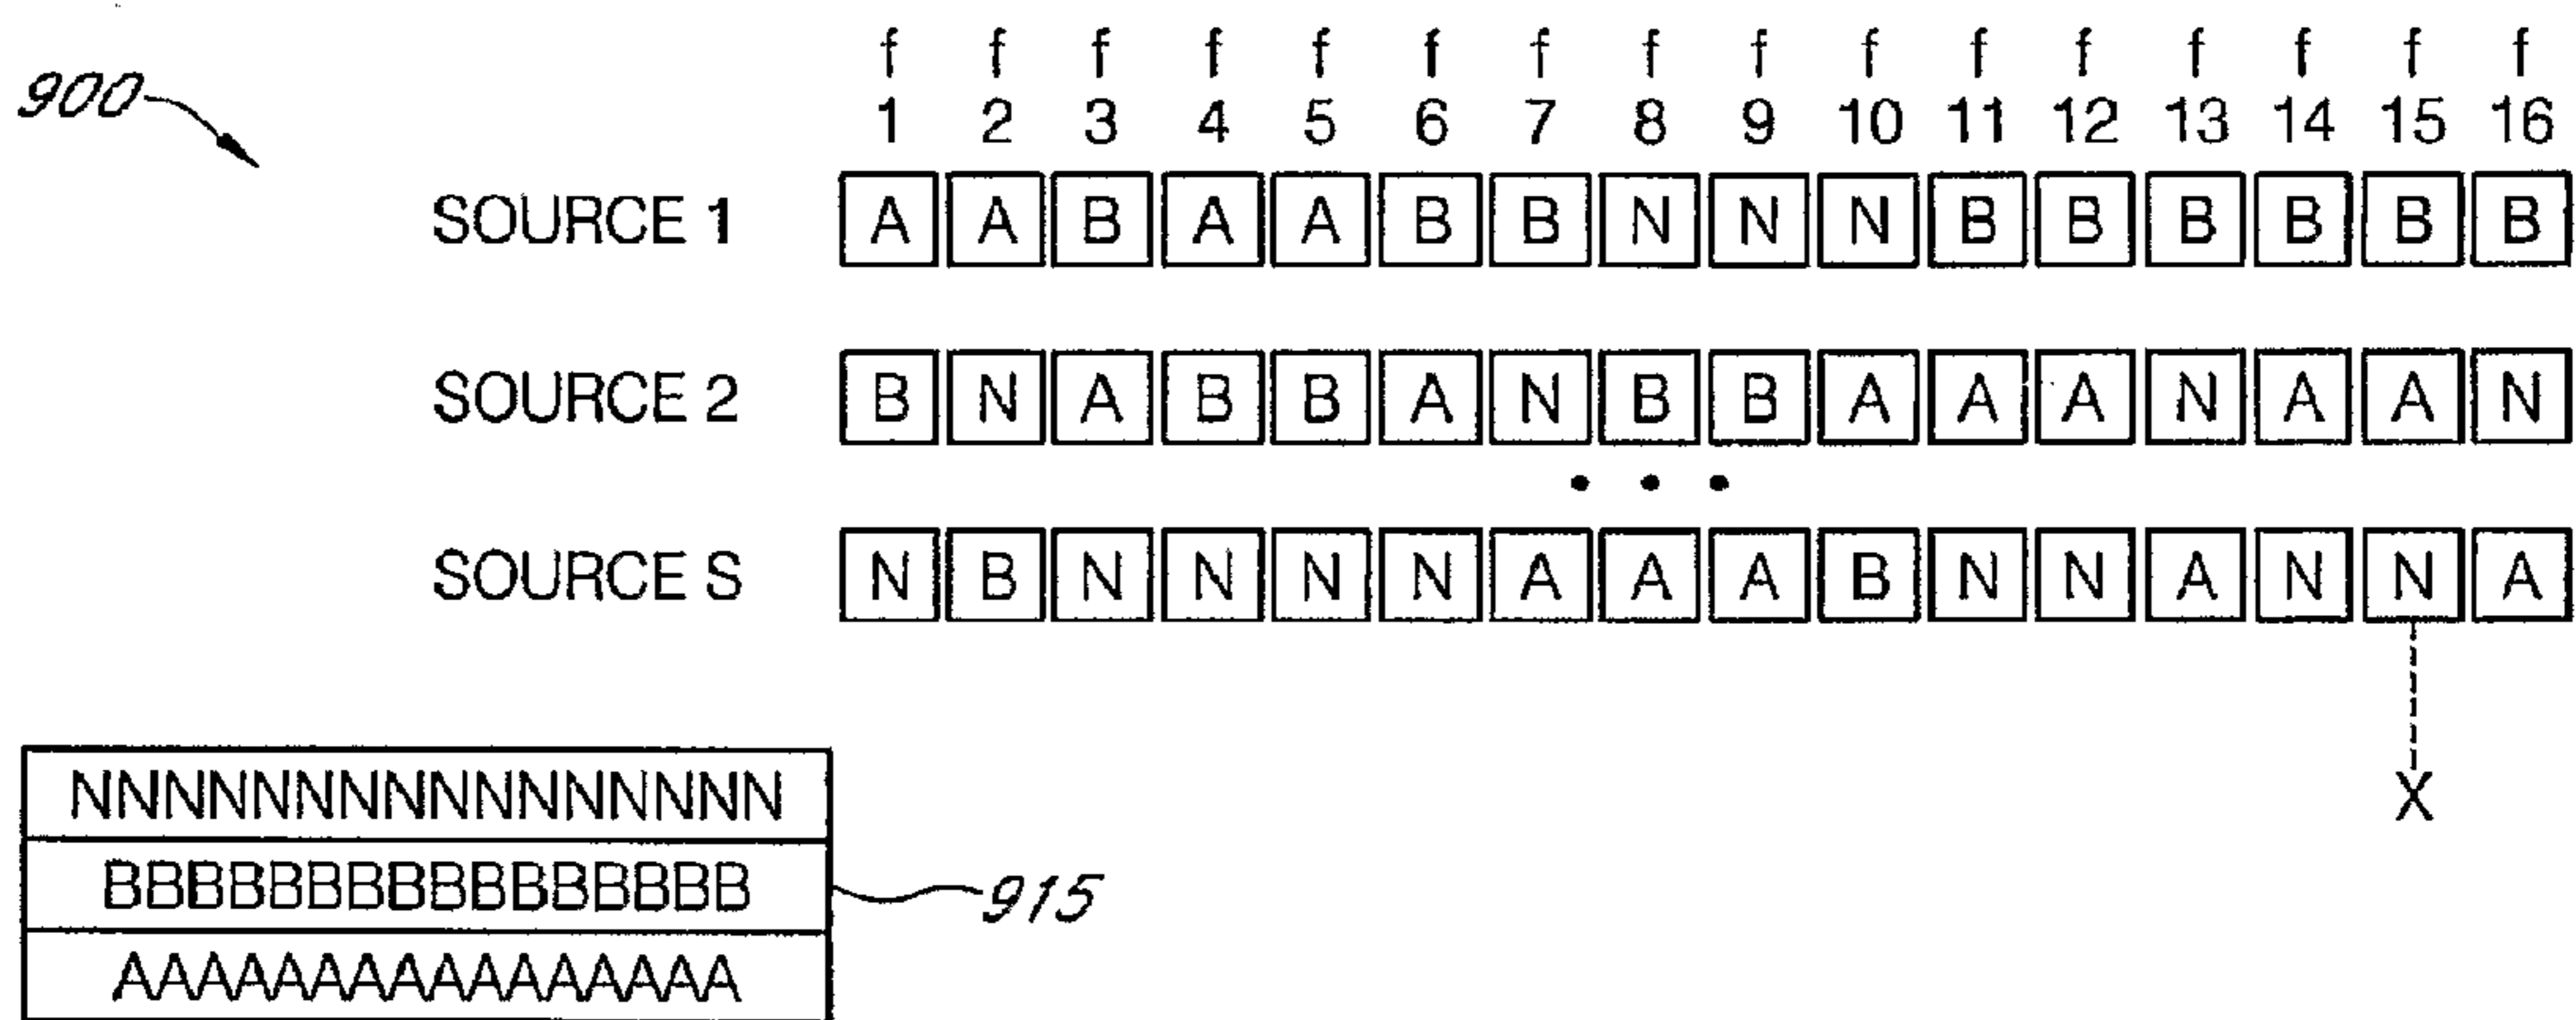 f f f f f f f f f f f f f f f f
900
1 2 3 4 5 6 7 8 9 10 11 12 13 14 15 16
SOURCE 1 A A B A A B B N N N B B B B B B
SOURCE 2 B N A B B A N B B A A A N A A N
• • •
SOURCE S N B N N N N A A A B N N A N N A
X
NNNNNNNNNNNNNNNN
BBBBBBBBBBBBBBBB
915
AAAAAAAAAAAAAAAA